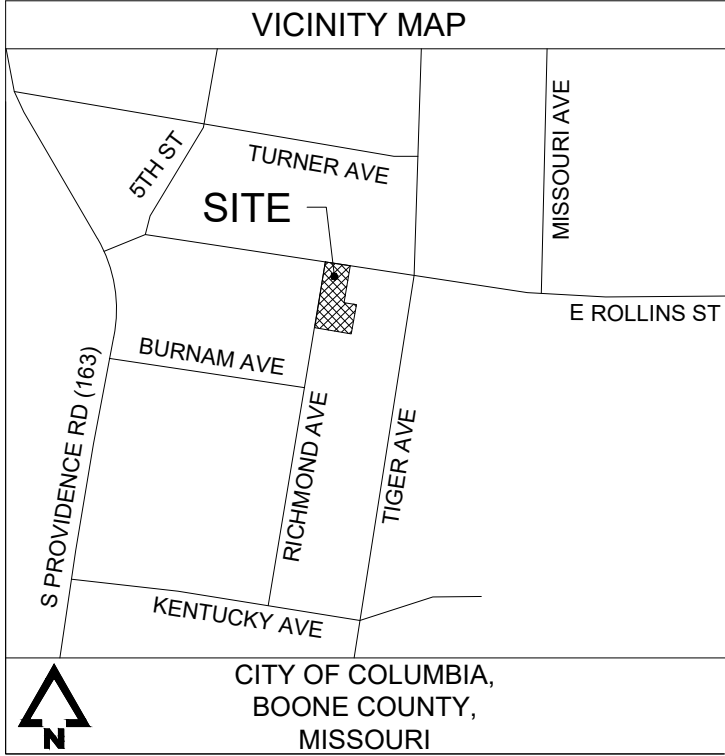 VICINITY MAP
MISSOURI AVE
5TH ST
TURNER AVE
SITE
E ROLLINS ST
BURNAM AVE
S PROVIDENCE RD (163)
RICHMOND AVE
TIGER AVE
KENTUCKY AVE
N
CITY OF COLUMBIA,
BOONE COUNTY,
MISSOURI